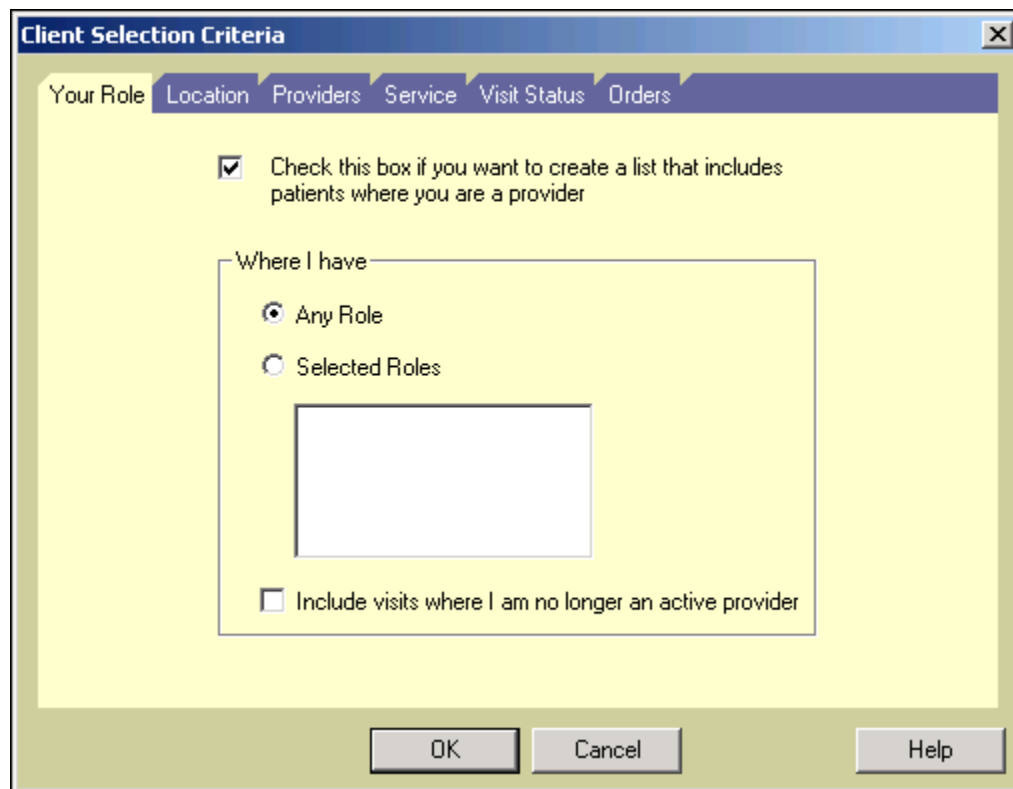 Client Selection Criteria
Your Role Location Providers Service Visit Status Orders
Check this box if you want to create a list that includes
patients where you are a provider
Where I have
Any Role
Selected Roles
Include visits where I am no longer an active provider
OK Cancel Help